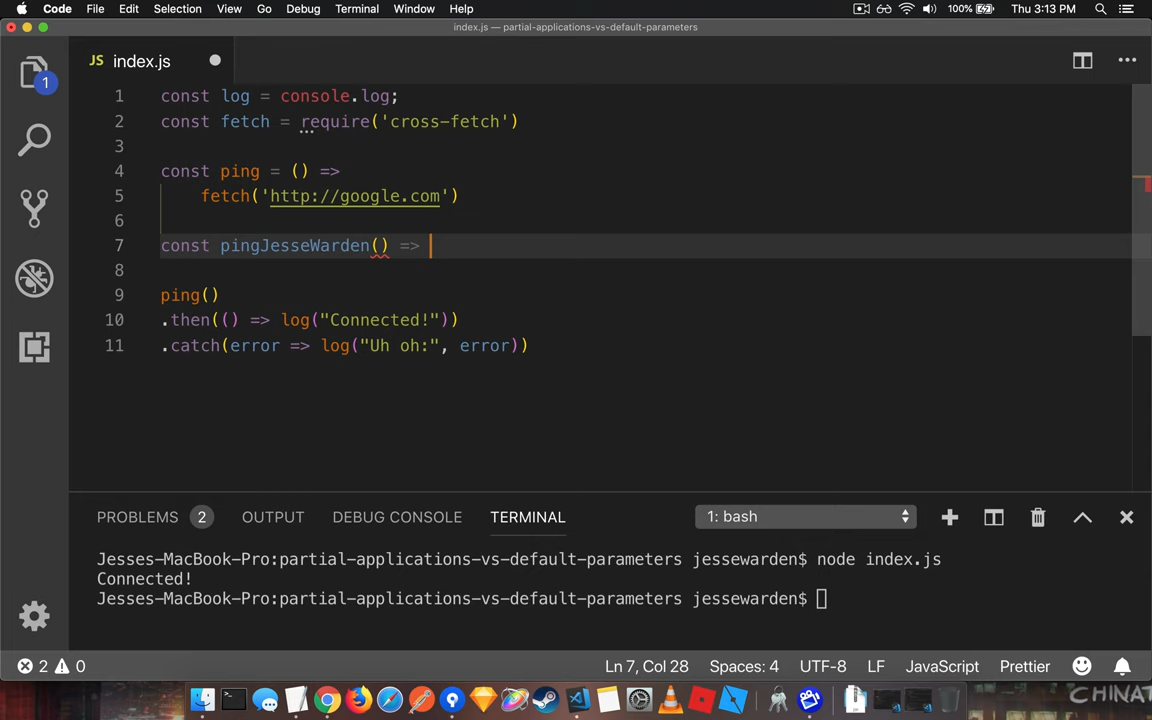 Code File Edit Selection View Go Debug Terminal Window Help 100% Thu 3:13 PM
index.js — partial-applications-vs-default-parameters
JS index.js
1
1 const log = console.log;
2 const fetch = require('cross-fetch')
3
4 const ping = () =>
5 fetch('http://google.com')
6
7 const pingJesseWarden() =>
8
9 ping()
10 .then(() => log("Connected!"))
11 .catch(error => log("Uh oh:", error))
PROBLEMS 2 OUTPUT DEBUG CONSOLE TERMINAL 1: bash
Jesses-MacBook-Pro:partial-applications-vs-default-parameters jessewarden$ node index.js
Connected!
Jesses-MacBook-Pro:partial-applications-vs-default-parameters jessewarden$
2 0 Ln 7, Col 28 Spaces: 4 UTF-8 LF JavaScript Prettier
CHINAT